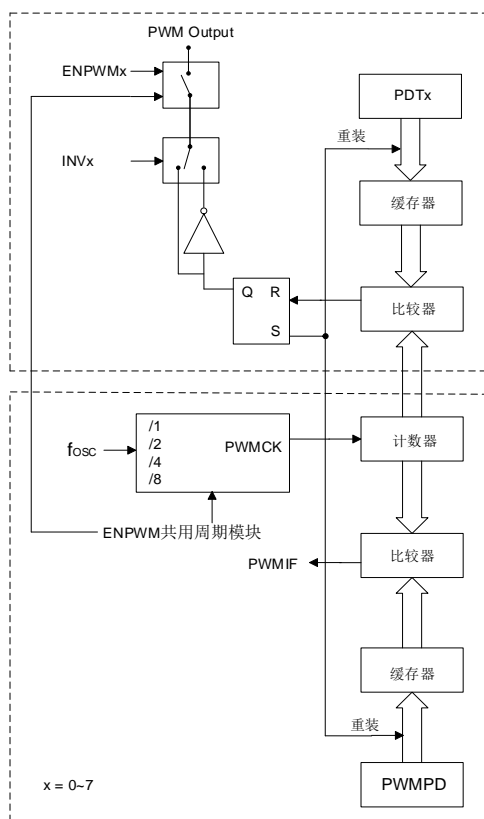 PWM Output
ENPWMx
PDTx
重装
INVx
缓存器
Q R
S
比较器
/1
/2
/4
/8
fOSC
PWMCK
计数器
ENPWM共用周期模块
PWMIF
比较器
缓存器
重装
x = 0~7
PWMPD